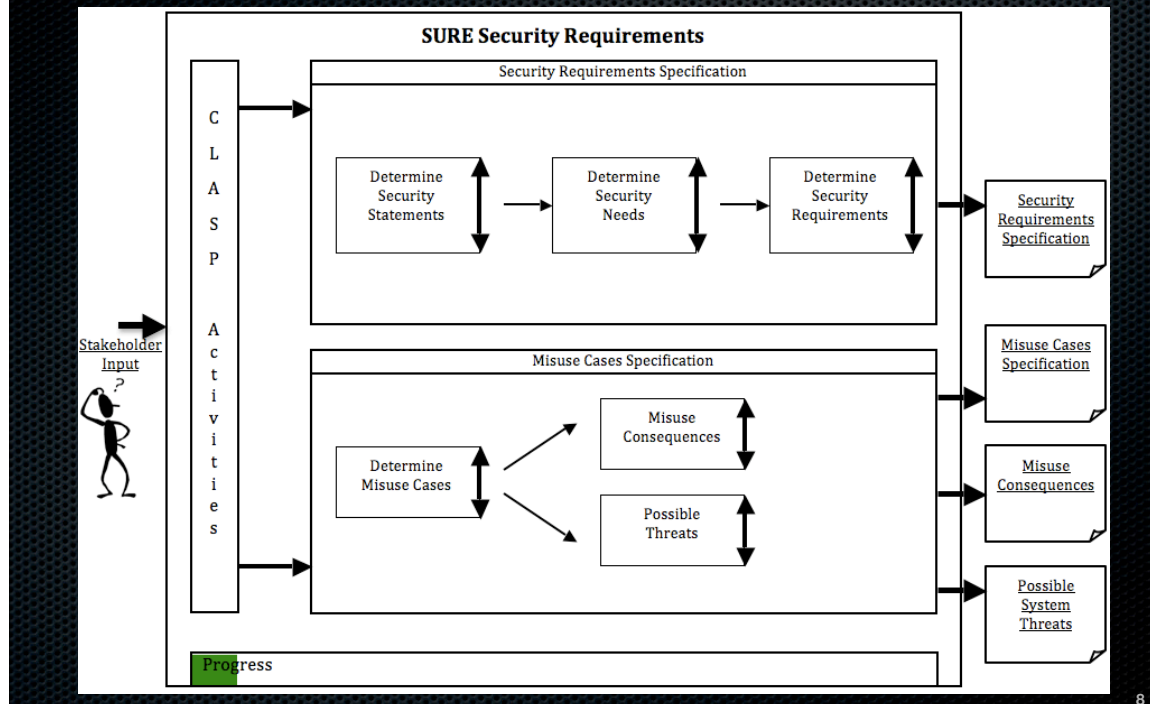 SURE Security Requirements
C
L
A
S
P
A
c
t
i
v
i
t
i
e
s
Security Requirements Specification
Determine
Security
Statements
Determine
Security
Needs
Determine
Security
Requirements
Security
Requirements
Specification
Stakeholder
Input
?
Misuse Cases Specification
Determine
Misuse Cases
Misuse
Consequences
Possible
Threats
Misuse Cases
Specification
Misuse
Consequences
Possible
System
Threats
Progress
8